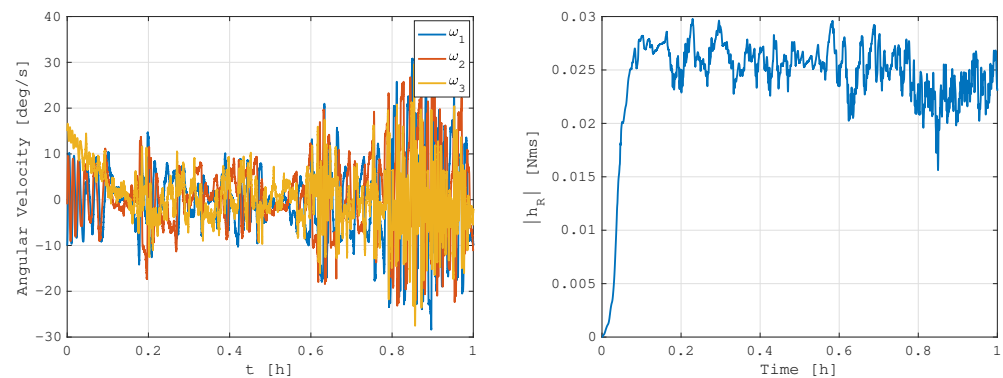 40
30
20
10
0
-10
-20
-30
Angular Velocity [deg/s]
0 0.2 0.4 0.6 0.8 1
t [h]
ω1
ω2
ω3
0.03
0.025
0.02
0.015
0.01
0.005
0
|hR| [Nms]
0 0.2 0.4 0.6 0.8 1
Time [h]